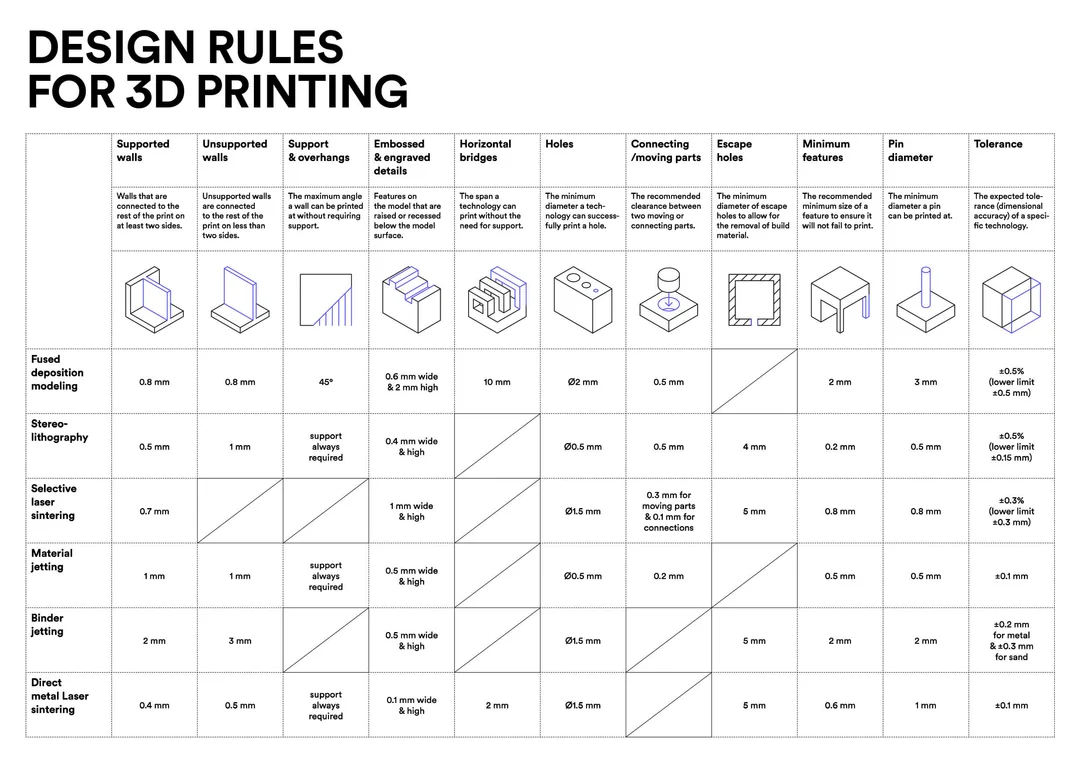 DESIGN RULES
FOR 3D PRINTING
Supported
walls
Unsupported
walls
Support
& overhangs
Embossed
& engraved
details
Horizontal
bridges
Holes
Connecting
/moving parts
Escape
holes
Minimum
features
Pin
diameter
Tolerance
Walls that are
connected to the
rest of the print on
at least two sides.
Unsupported walls
are connected
to the rest of the
print on less than
two sides.
The maximum angle
a wall can be printed
at without requiring
support.
Features on
the model that are
raised or recessed
below the model
surface.
The span a
technology can
print without the
need for support.
The minimum
diameter a tech-
nology can success-
fully print a hole.
The recommended
clearance between
two moving or
connecting parts.
The minimum
diameter of escape
holes to allow for
the removal of build
material.
The recommended
minimum size of a
feature to ensure it
will not fail to print.
The minimum
diameter a pin
can be printed at.
The expected tole-
rance (dimensional
accuracy) of a speci-
fic technology.
Fused
deposition
modeling
0.8 mm
0.8 mm
45°
0.6 mm wide
& 2 mm high
10 mm
Ø2 mm
0.5 mm
2 mm
3 mm
±0.5%
(lower limit
±0.5 mm)
Stereo-
lithography
0.5 mm
1 mm
support
always
required
0.4 mm wide
& high
Ø0.5 mm
0.5 mm
4 mm
0.2 mm
0.5 mm
±0.5%
(lower limit
±0.15 mm)
Selective
laser
sintering
0.7 mm
1 mm wide
& high
Ø1.5 mm
0.3 mm for
moving parts
& 0.1 mm for
connections
5 mm
0.8 mm
0.8 mm
±0.3%
(lower limit
±0.3 mm)
Material
jetting
1 mm
1 mm
support
always
required
0.5 mm wide
& high
Ø0.5 mm
0.2 mm
0.5 mm
0.5 mm
±0.1 mm
Binder
jetting
2 mm
3 mm
0.5 mm wide
& high
Ø1.5 mm
5 mm
2 mm
2 mm
±0.2 mm
for metal
& ±0.3 mm
for sand
Direct
metal Laser
sintering
0.4 mm
0.5 mm
support
always
required
0.1 mm wide
& high
2 mm
Ø1.5 mm
5 mm
0.6 mm
1 mm
±0.1 mm